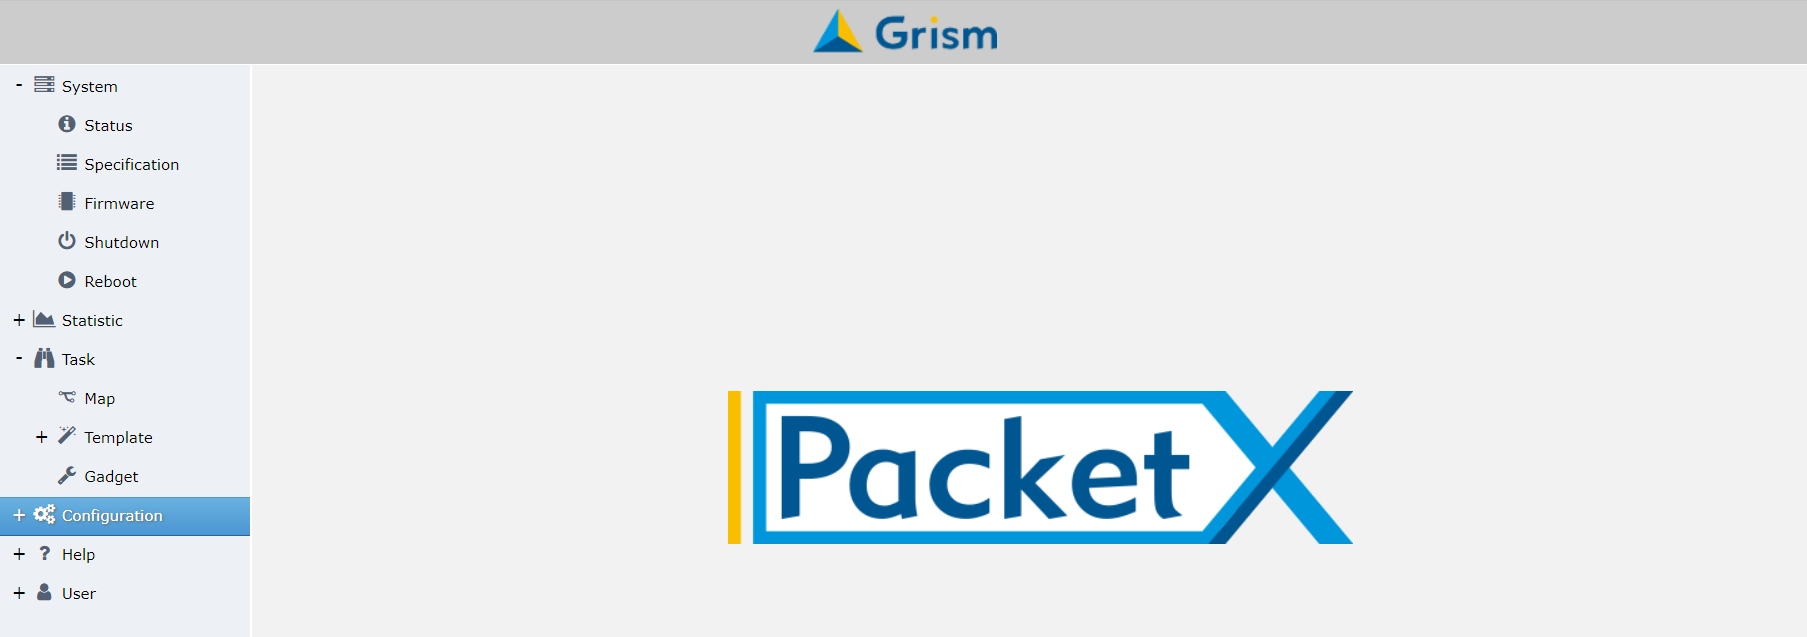 Grism
- System
Status
Specification
Firmware
Shutdown
Reboot
+ Statistic
- Task
Map
+ Template
Gadget
+ Configuration
+ ? Help
+ User
PacketX